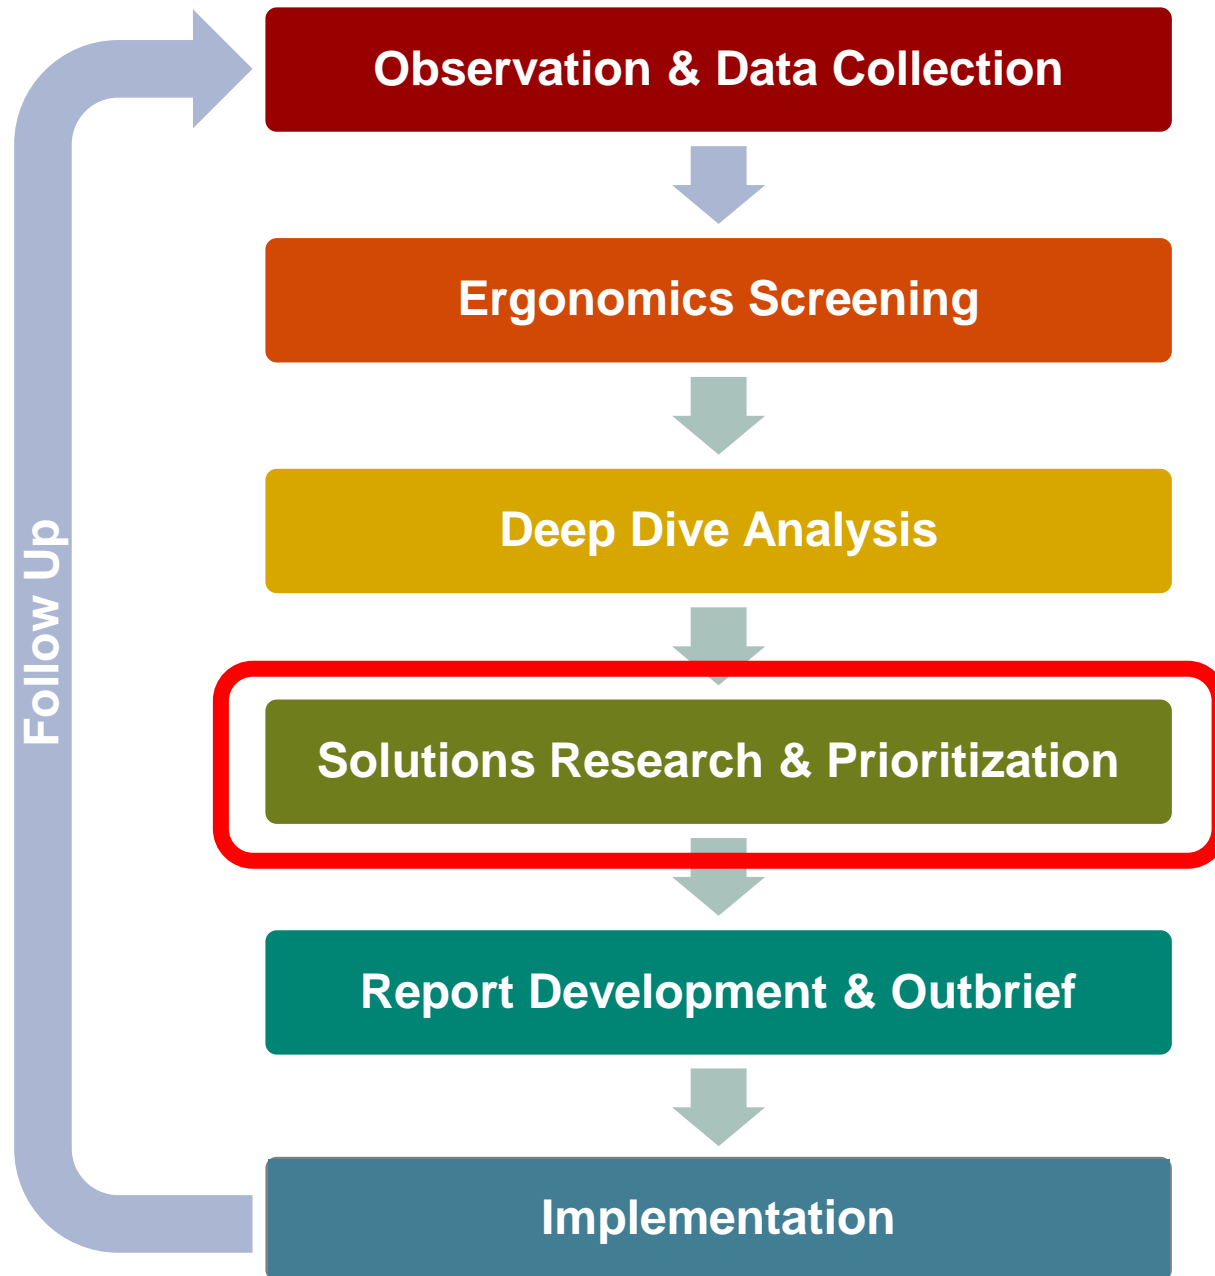 Observation & Data Collection
Ergonomics Screening
Deep Dive Analysis
Follow Up
Solutions Research & Prioritization
Report Development & Outbrief
Implementation